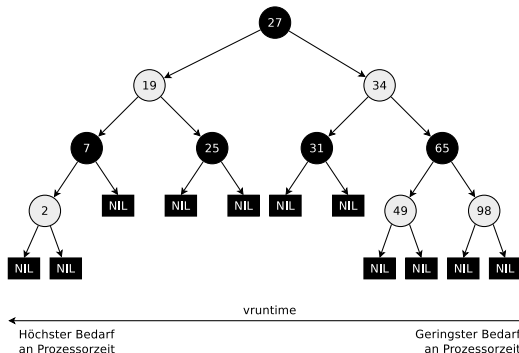 27
19
34
7
25
31
65
2
NIL
NIL
NIL
NIL
NIL
49
98
NIL
NIL
NIL
NIL
NIL
NIL
vruntime
Höchster Bedarf
an Prozessorzeit
Geringster Bedarf
an Prozessorzeit